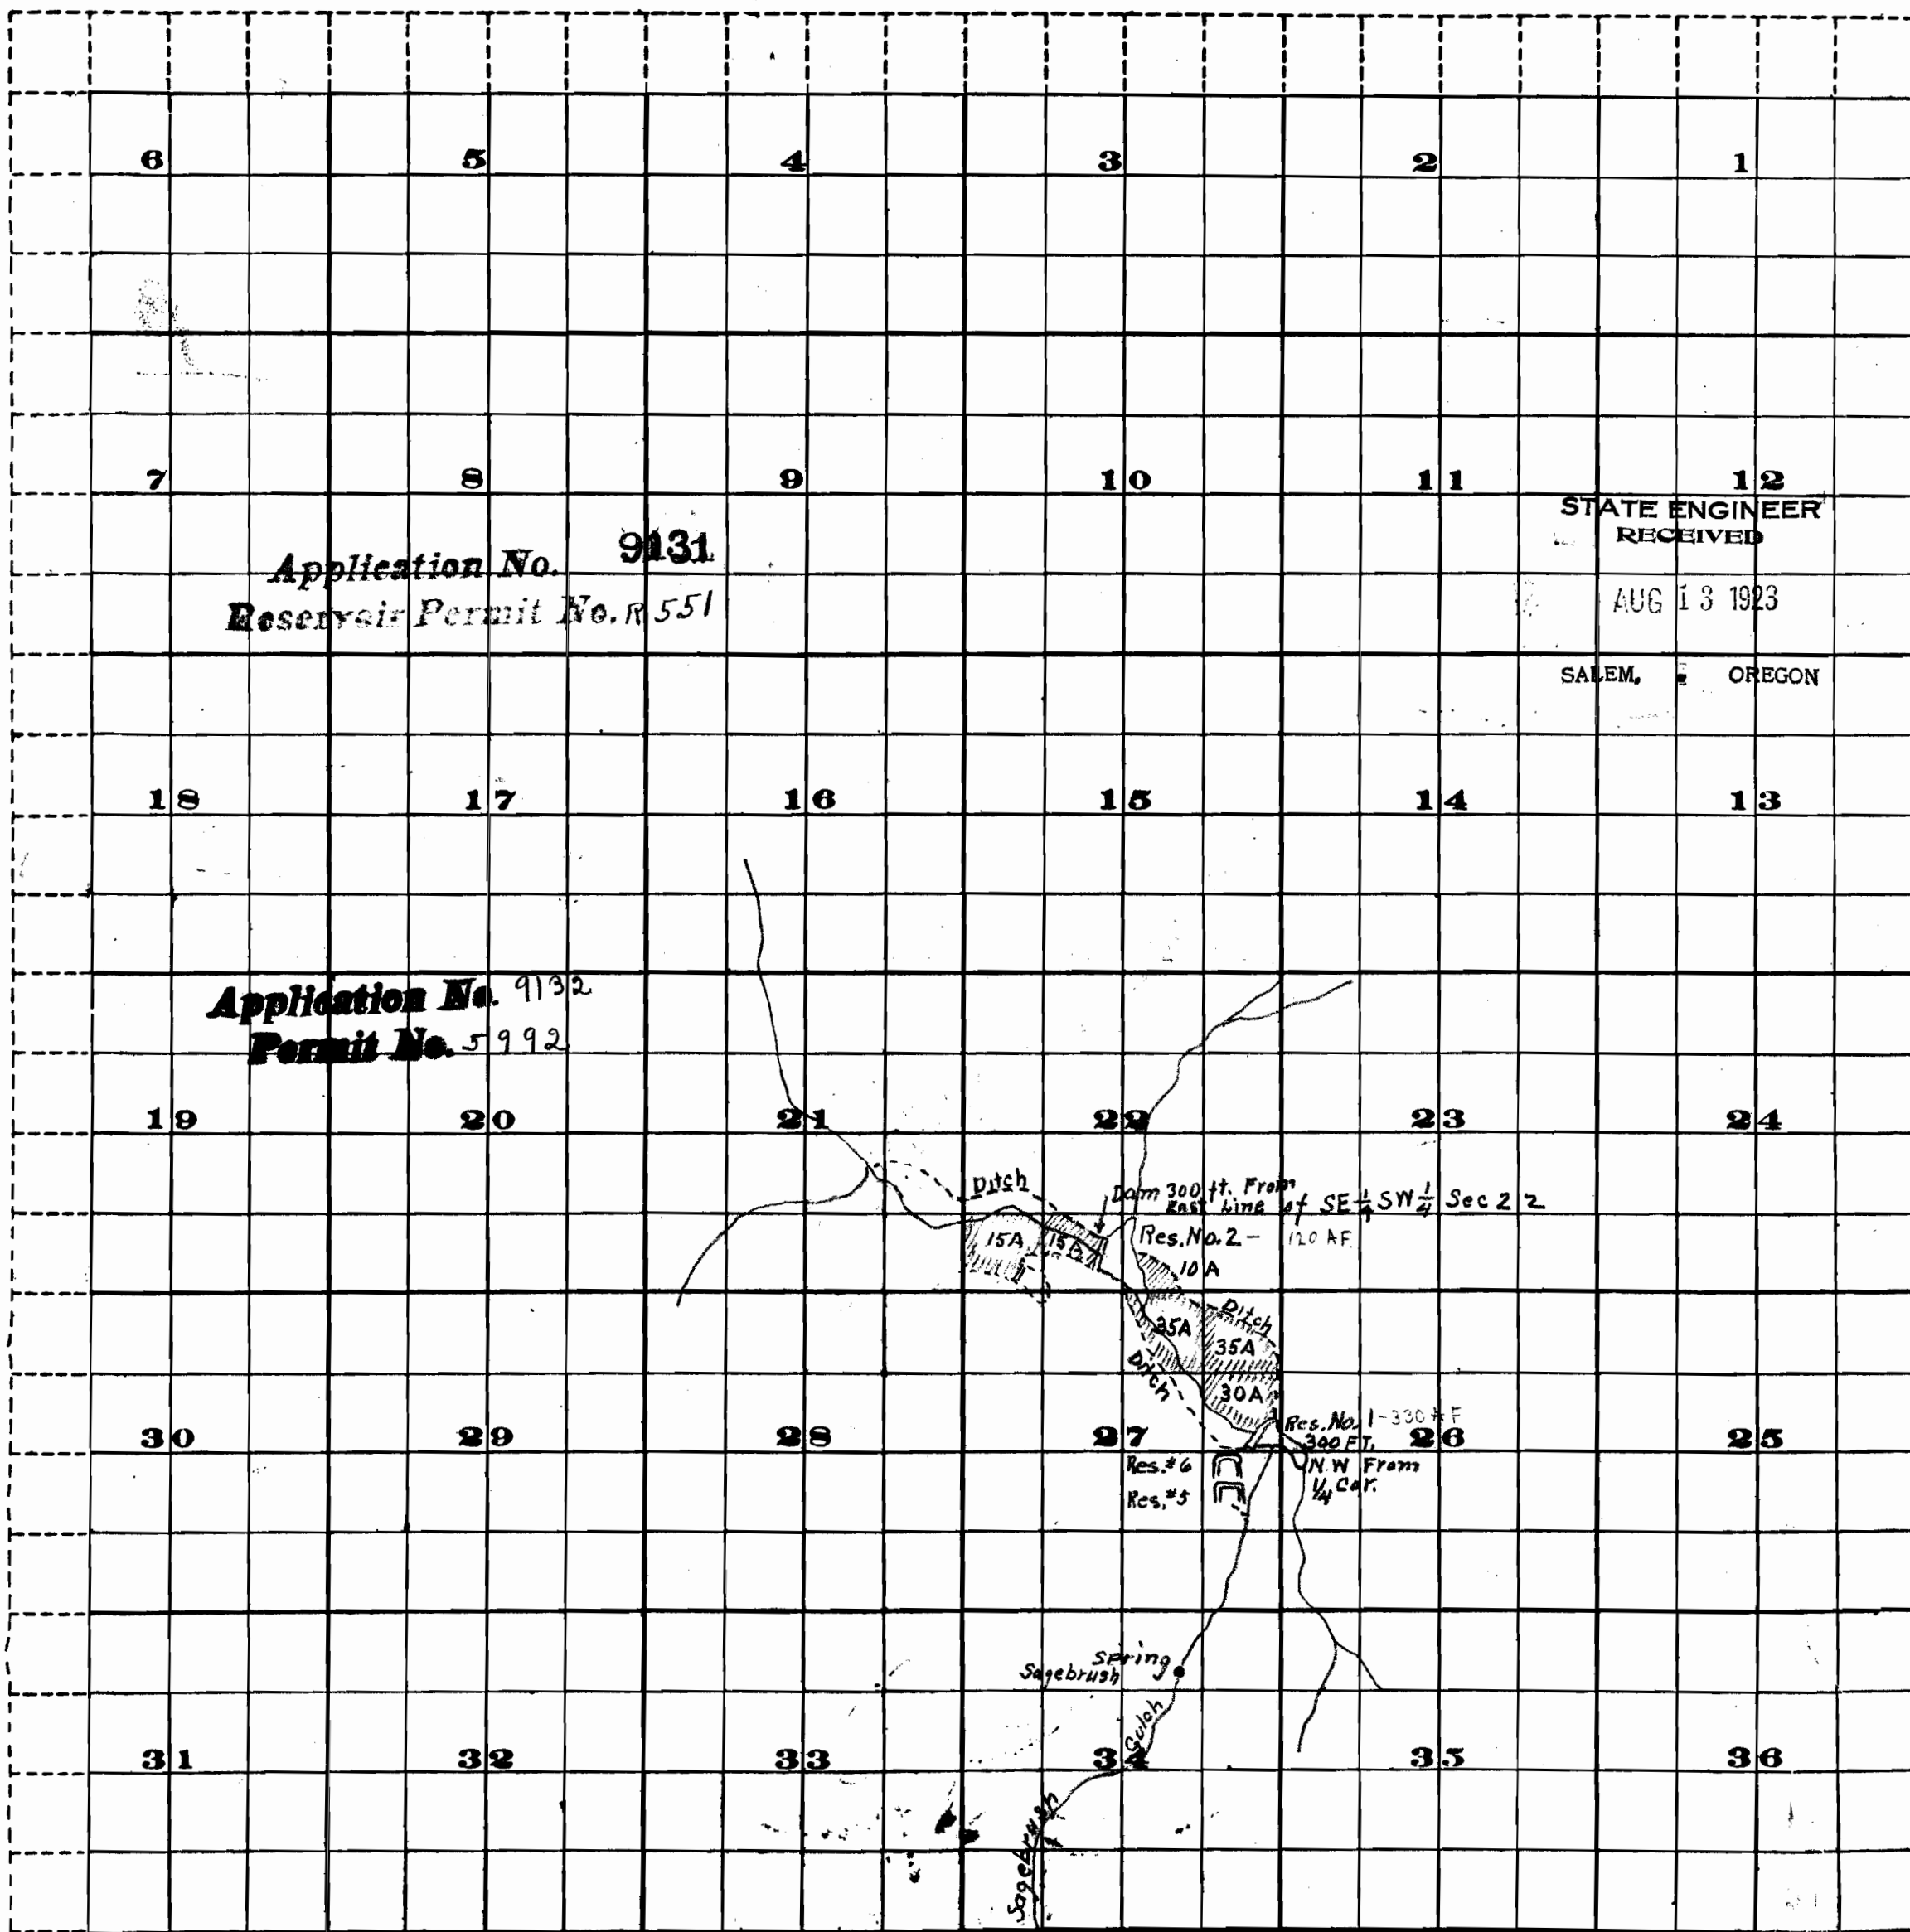 6 5 4 3 2 1
7 8 9 10 11 12
STATE ENGINEER
RECEIVED
AUG 13 1923
SALEM, OREGON
Application No. 9131
Reservoir Permit No. R 551
18 17 16 15 14 13
Application No. 9132
Permit No. 5992
19 20 21 22 23 24
Ditch
Dam 300 ft. From
East Line of SE 1/4 SW 1/4 Sec 22
15A
Res. No. 2 - 120 AF
10 A
Ditch
35A
35A
Ditch
30A
Res. No. 1 - 330 AF
300 FT.
N.W From
1/4 Cor.
30 29 28 27 26 25
Res. #6
Res. #5
Spring
Sagebrush
Gulch
31 32 33 34 35 36
Sagebrush